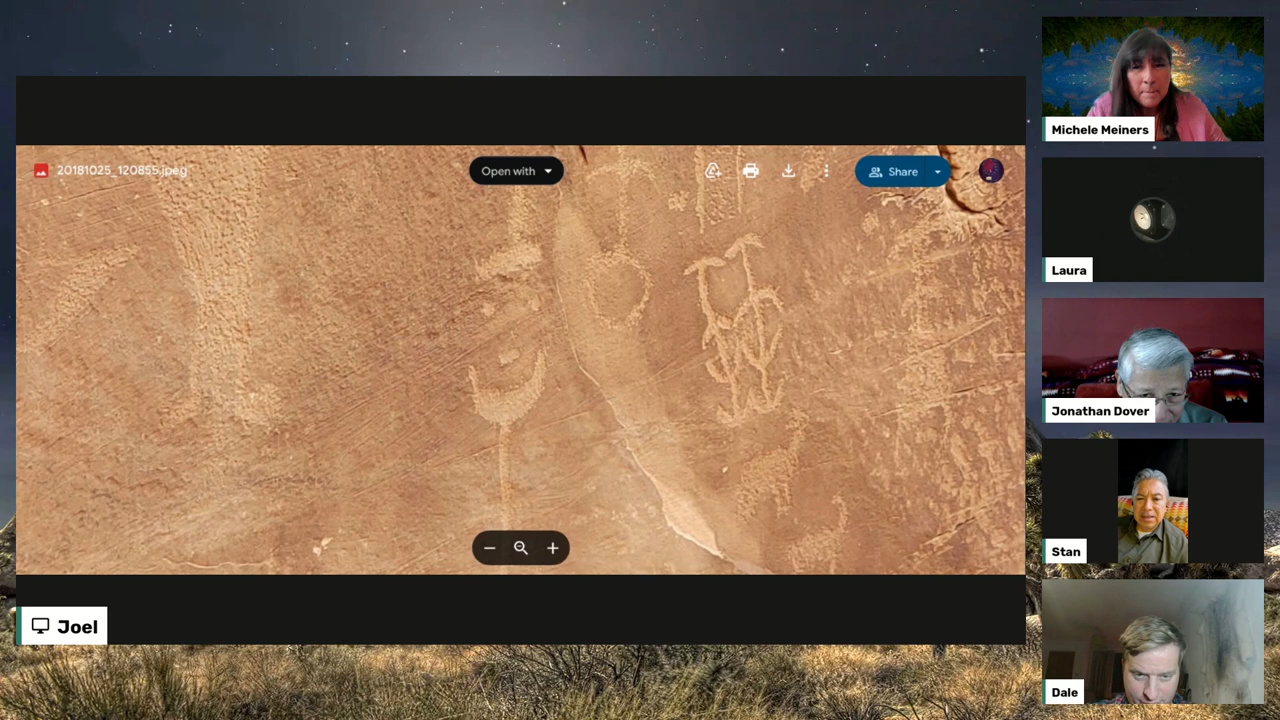 20181025_120855.jpeg
Open with
Share
Joel
Michele Meiners
Laura
Jonathan Dover
Stan
Dale